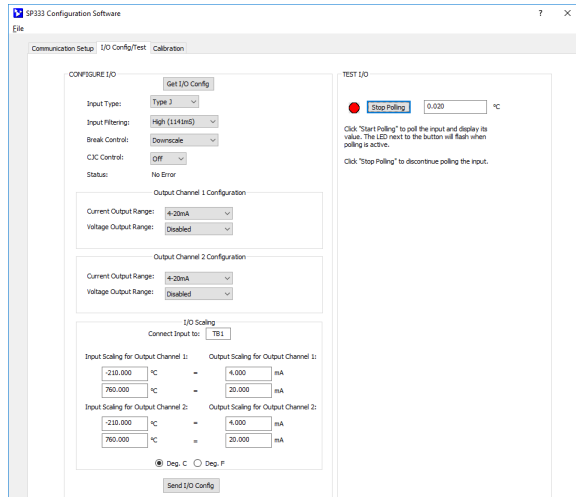 SP333 Configuration Software
File
Communication Setup I/O Config/Test Calibration
CONFIGURE I/O
Get I/O Config
Input Type: Type J
Input Filtering: High (1141mS)
Break Control: Downscale
CJC Control: Off
Status: No Error
Output Channel 1 Configuration
Current Output Range: 4-20mA
Voltage Output Range: Disabled
Output Channel 2 Configuration
Current Output Range: 4-20mA
Voltage Output Range: Disabled
I/O Scaling
Connect Input to: TB1
Input Scaling for Output Channel 1: Output Scaling for Output Channel 1:
-210.000 °C = 4.000 mA
760.000 °C = 20.000 mA
Input Scaling for Output Channel 2: Output Scaling for Output Channel 2:
-210.000 °C = 4.000 mA
760.000 °C = 20.000 mA
Deg. C Deg. F
Send I/O Config
TEST I/O
Stop Polling 0.020 °C
Click "Start Polling" to poll the input and display its
value. The LED next to the button will flash when
polling is active.
Click "Stop Polling" to discontinue polling the input.